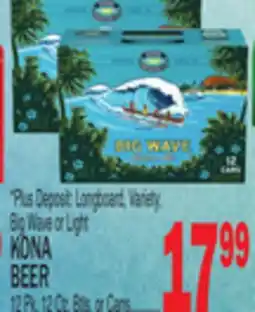 BIG WAVE
12
CANS
*Plus Deposit: Longboard, Variety,
Big Wave or Light
KONA
BEER
12 Pk, 12 Oz. Btls. or Cans..........
17.99